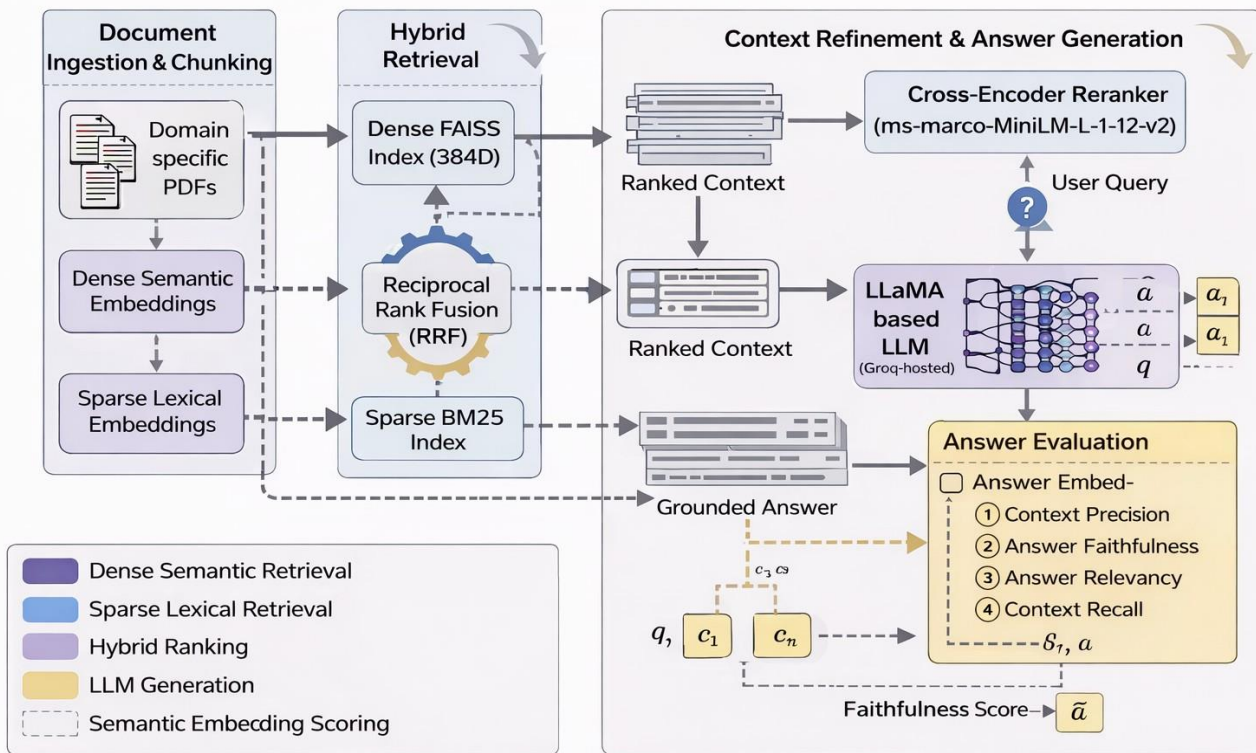 Document
Ingestion & Chunking
Domain
specific
PDFs
Dense Semantic
Embeddings
Sparse Lexical
Embeddings
Hybrid
Retrieval
Dense FAISS
Index (384D)
Reciprocal
Rank Fusion
(RRF)
Sparse BM25
Index
Context Refinement & Answer Generation
Ranked Context
Cross-Encoder Reranker
(ms-marco-MiniLM-L-1-12-v2)
User Query
?
Ranked Context
LLaMA
based
LLM
(Groq-hosted)
a
a
q
a₁
Grounded Answer
q, c₁ cₙ
Answer Evaluation
Answer Embed-
1 Context Precision
2 Answer Faithfulness
3 Answer Relevancy
4 Context Recall
Faithfulness Score
ã
Dense Semantic Retrieval
Sparse Lexical Retrieval
Hybrid Ranking
LLM Generation
Semantic Embecding Scoring